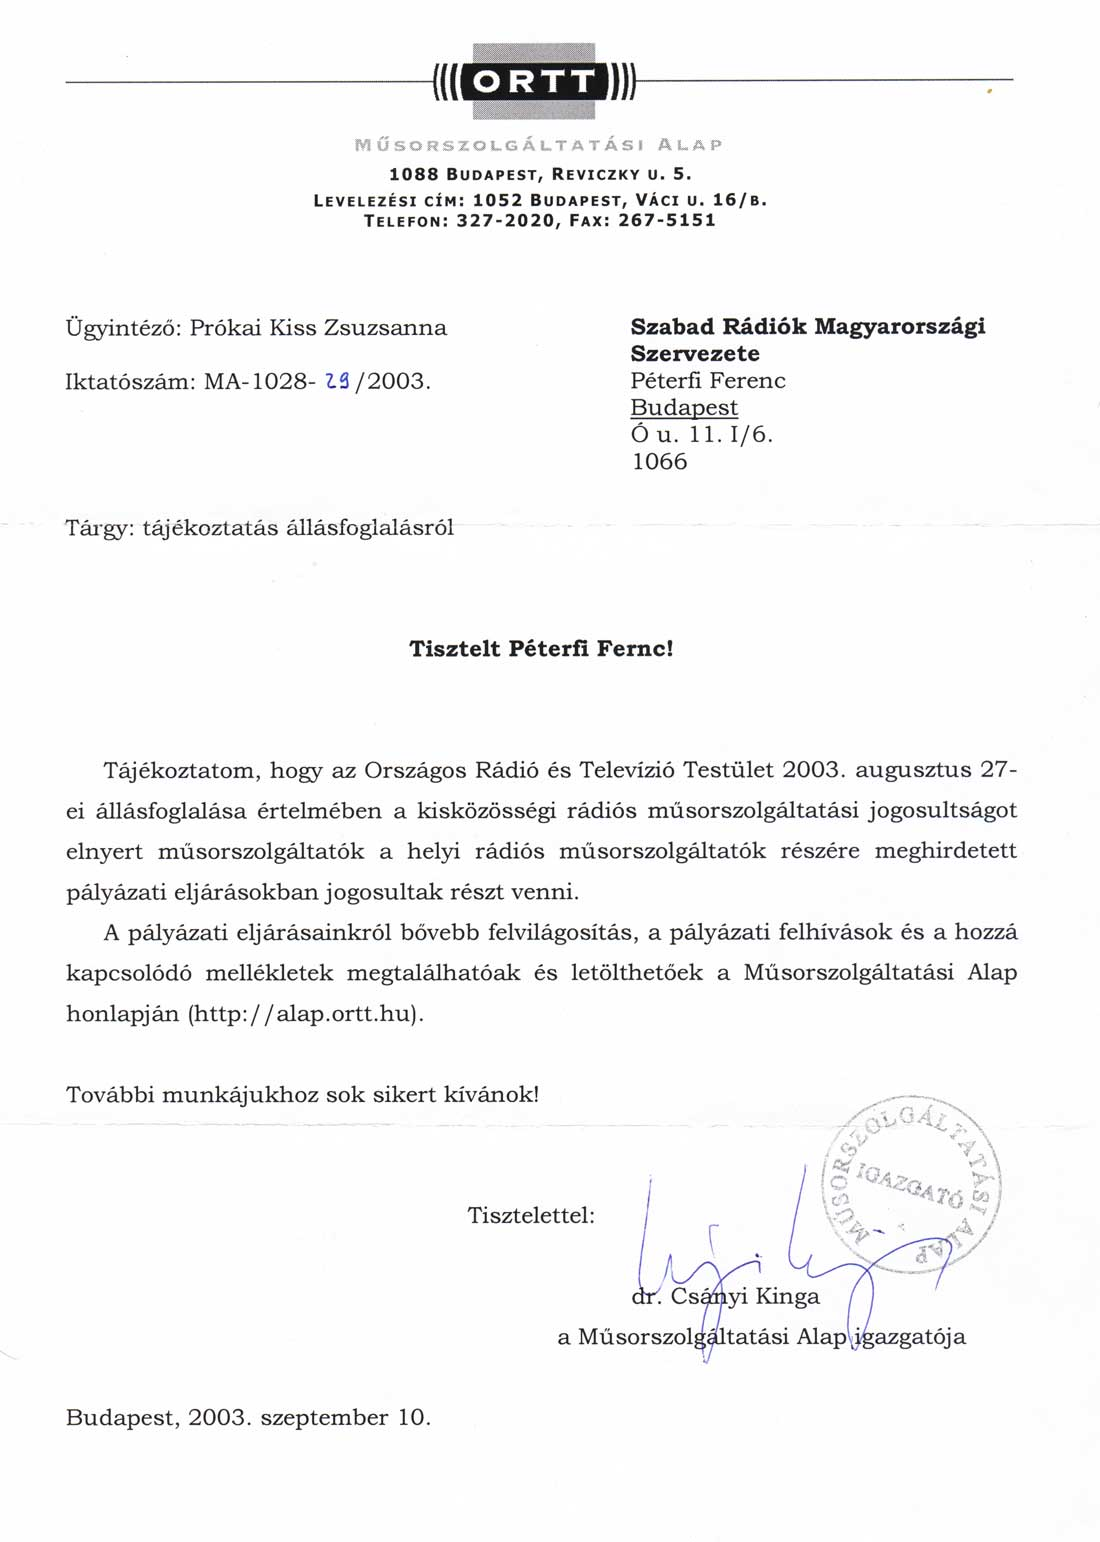 ORTT
MŰSORSZOLGÁLTATÁSI ALAP
1088 BUDAPEST, REVICZKY U. 5.
LEVELEZÉSI CÍM: 1052 BUDAPEST, VÁCI U. 16/B.
TELEFON: 327-2020, FAX: 267-5151
Ügyintéző: Prókai Kiss Zsuzsanna
Iktatószám: MA-1028- 29 /2003.
Szabad Rádiók Magyarországi
Szervezete
Péterfi Ferenc
Budapest
Ó u. 11. I/6.
1066
Tárgy: tájékoztatás állásfoglalásról
Tisztelt Péterfi Fernc!
Tájékoztatom, hogy az Országos Rádió és Televízió Testület 2003. augusztus 27-
ei állásfoglalása értelmében a kisközösségi rádiós műsorszolgáltatási jogosultságot
elnyert műsorszolgáltatók a helyi rádiós műsorszolgáltatók részére meghirdetett
pályázati eljárásokban jogosultak részt venni.
A pályázati eljárásainkról bővebb felvilágosítás, a pályázati felhívások és a hozzá
kapcsolódó mellékletek megtalálhatóak és letölthetőek a Műsorszolgáltatási Alap
honlapján (http://alap.ortt.hu).
További munkájukhoz sok sikert kívánok!
MŰSORSZOLGÁLTATÁSI ALAP
IGAZGATÓ
Tisztelettel:
dr. Csányi Kinga
a Műsorszolgáltatási Alap igazgatója
Budapest, 2003. szeptember 10.